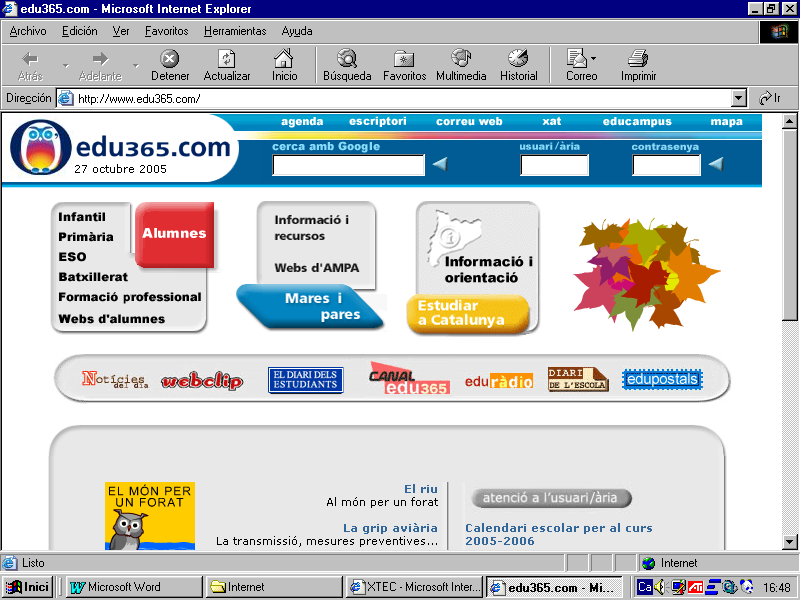 edu365.com - Microsoft Internet Explorer
Archivo Edición Ver Favoritos Herramientas Ayuda
Atrás Adelante Detener Actualizar Inicio Búsqueda Favoritos Multimedia Historial Correo Imprimir
Dirección http://www.edu365.com/ Ir
agenda escriptori correu web xat educampus mapa
edu365.com
27 octubre 2005
cerca amb Google usuari/ària contrasenya
Infantil
Primària
ESO
Batxillerat
Formació professional
Webs d'alumnes
Alumnes
Informació i
recursos
Webs d'AMPA
Mares i
pares
Informació i
orientació
Estudiar
a Catalunya
Notícies
del dia
webclip
EL DIARI DELS
ESTUDIANTS
CANAL
edu365
eduràdio
DIARI
DE L'ESCOLA
edupostals
EL MÓN PER
UN FORAT
El riu
Al món per un forat
La grip aviària
La transmissió, mesures preventives...
atenció a l'usuari/ària
Calendari escolar per al curs
2005-2006
Listo Internet
Inici Microsoft Word Internet XTEC - Microsoft Inter... edu365.com - Mi... Ca 16:48